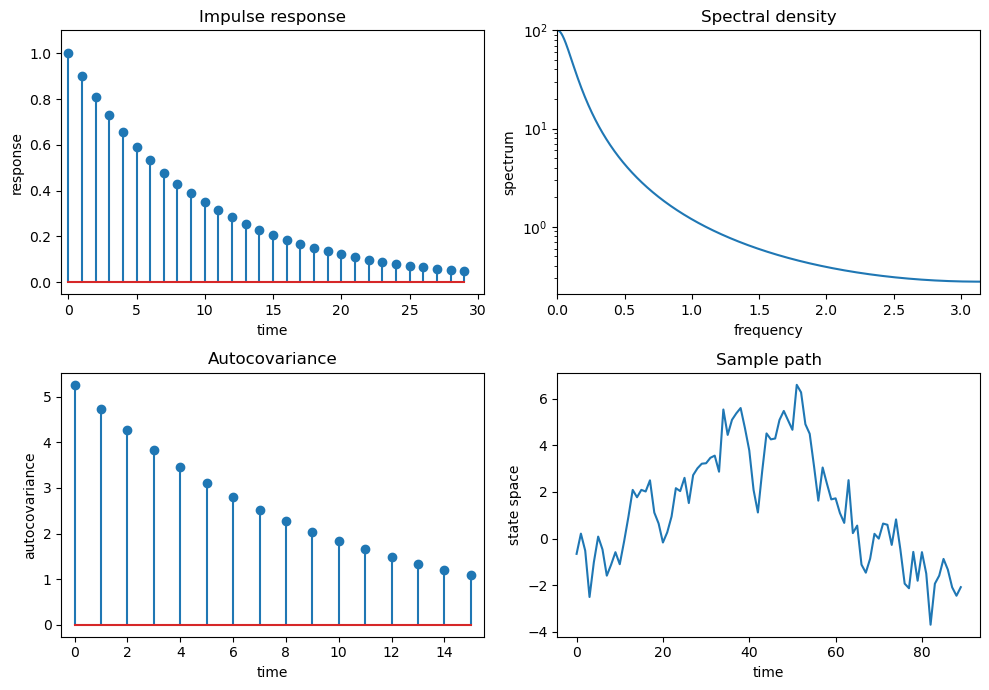 Impulse response
1.0
0.8
0.6
0.4
0.2
0.0
response
0 5 10 15 20 25 30
time
Spectral density
10²
10¹
10⁰
spectrum
0.0 0.5 1.0 1.5 2.0 2.5 3.0
frequency
Autocovariance
5
4
3
2
1
0
autocovariance
0 2 4 6 8 10 12 14
time
Sample path
6
4
2
0
−2
−4
state space
0 20 40 60 80
time